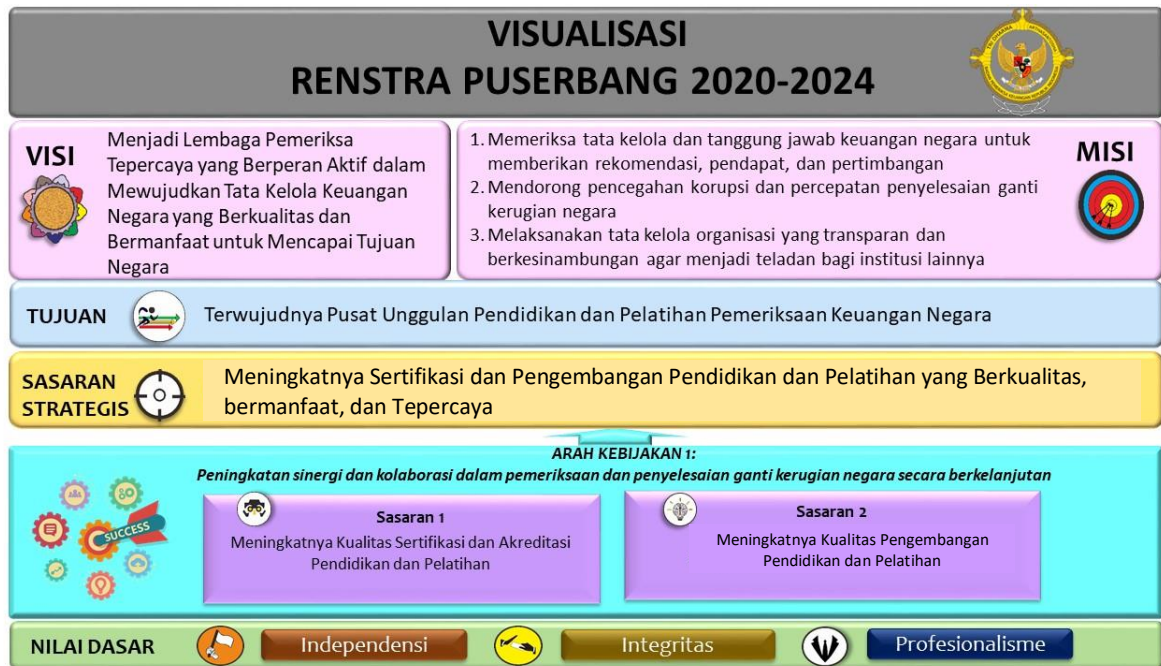 VISUALISASI
RENSTRA PUSERBANG 2020-2024
VISI
Menjadi Lembaga Pemeriksa
Tepercaya yang Berperan Aktif dalam
Mewujudkan Tata Kelola Keuangan
Negara yang Berkualitas dan
Bermanfaat untuk Mencapai Tujuan
Negara
1. Memeriksa tata kelola dan tanggung jawab keuangan negara untuk
memberikan rekomendasi, pendapat, dan pertimbangan
2. Mendorong pencegahan korupsi dan percepatan penyelesaian ganti
kerugian negara
3. Melaksanakan tata kelola organisasi yang transparan dan
berkesinambungan agar menjadi teladan bagi institusi lainnya
MISI
TUJUAN
Terwujudnya Pusat Unggulan Pendidikan dan Pelatihan Pemeriksaan Keuangan Negara
SASARAN
STRATEGIS
Meningkatnya Sertifikasi dan Pengembangan Pendidikan dan Pelatihan yang Berkualitas,
bermanfaat, dan Tepercaya
ARAH KEBIJAKAN 1:
Peningkatan sinergi dan kolaborasi dalam pemeriksaan dan penyelesaian ganti kerugian negara secara berkelanjutan
SUCCESS
Sasaran 1
Meningkatnya Kualitas Sertifikasi dan Akreditasi
Pendidikan dan Pelatihan
Sasaran 2
Meningkatnya Kualitas Pengembangan
Pendidikan dan Pelatihan
NILAI DASAR
Independensi
Integritas
Profesionalisme